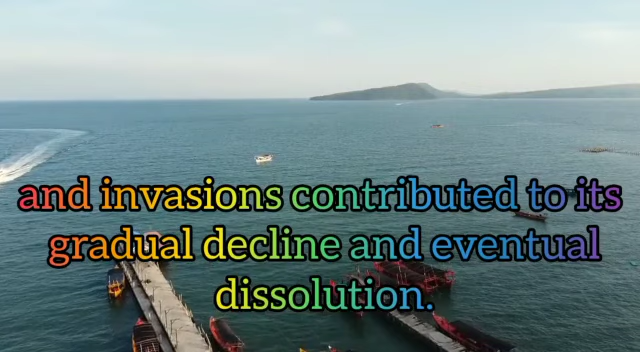 and invasions contributed to its
gradual decline and eventual
dissolution.